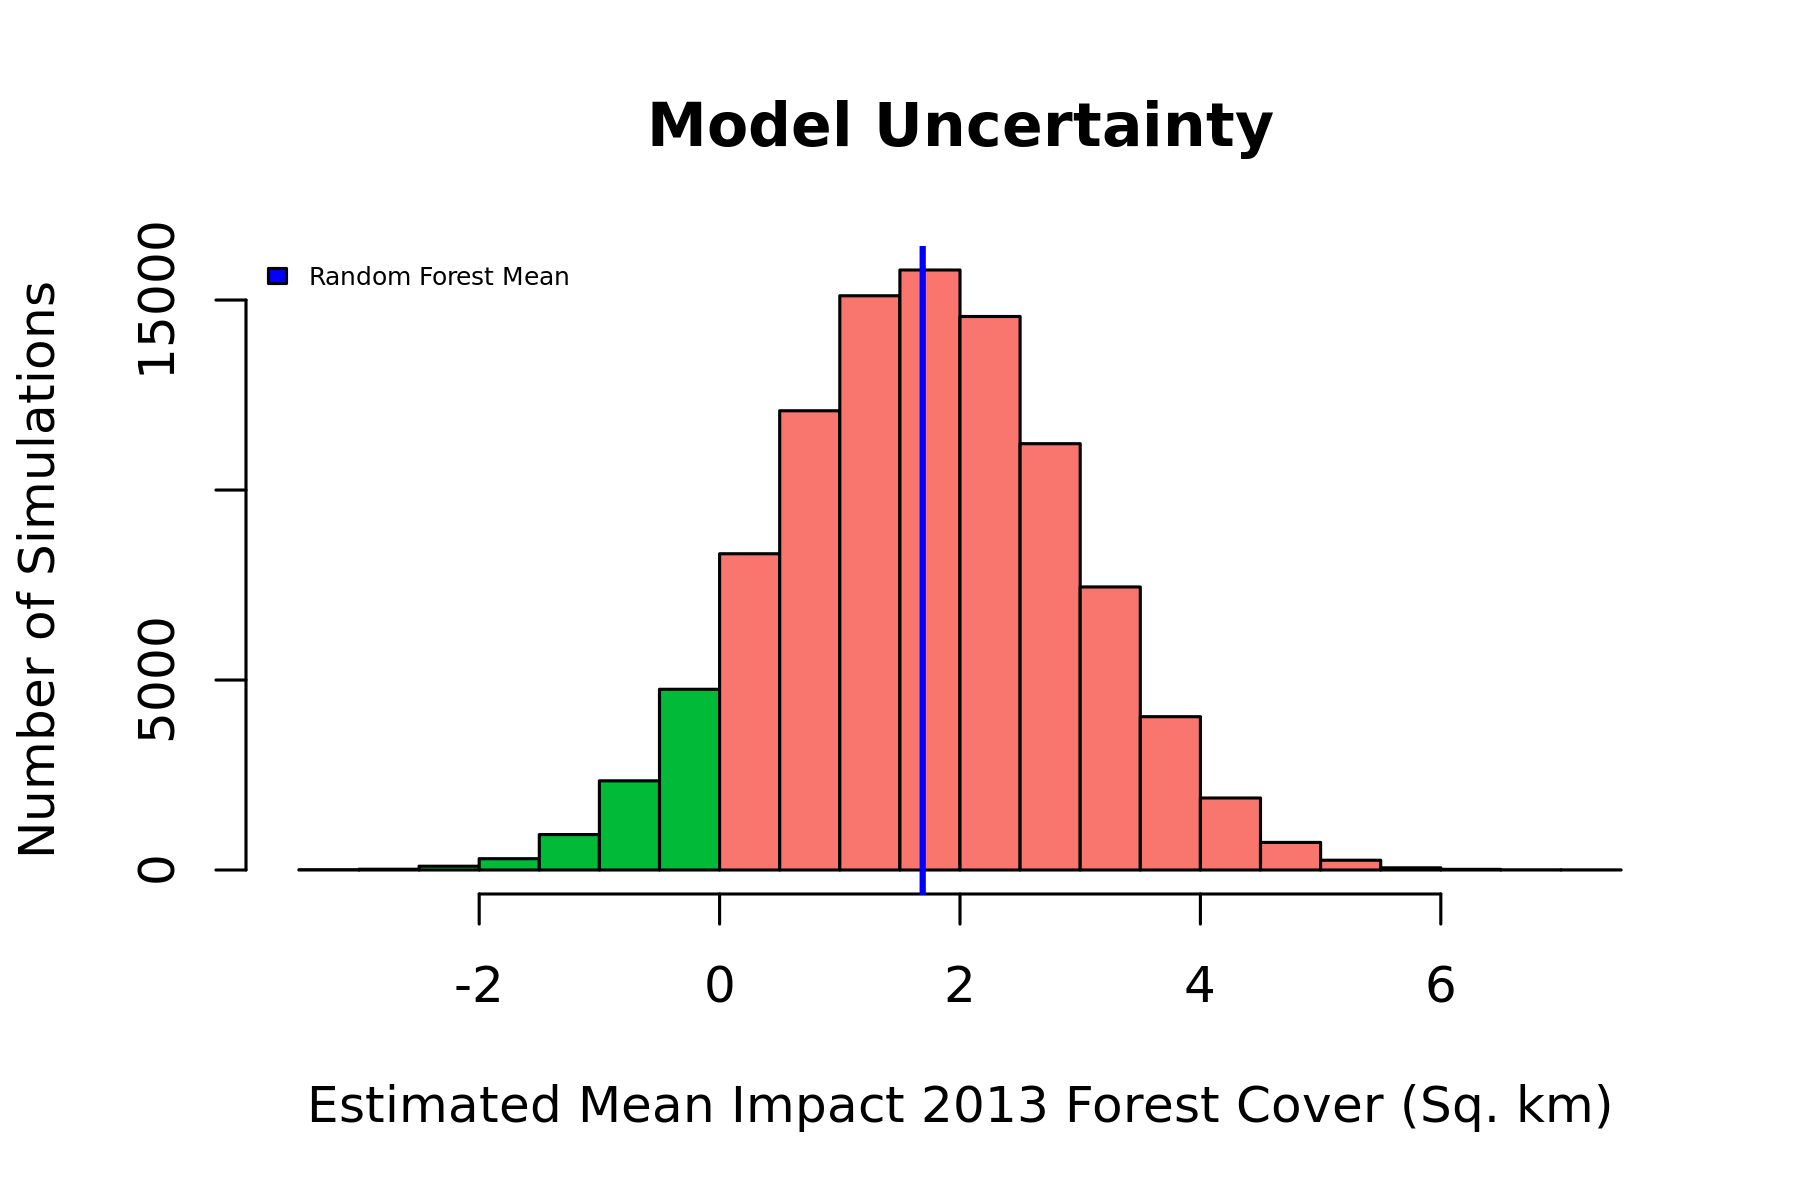 Model Uncertainty
Random Forest Mean
Number of Simulations
15000
5000
0
-2 0 2 4 6
Estimated Mean Impact 2013 Forest Cover (Sq. km)